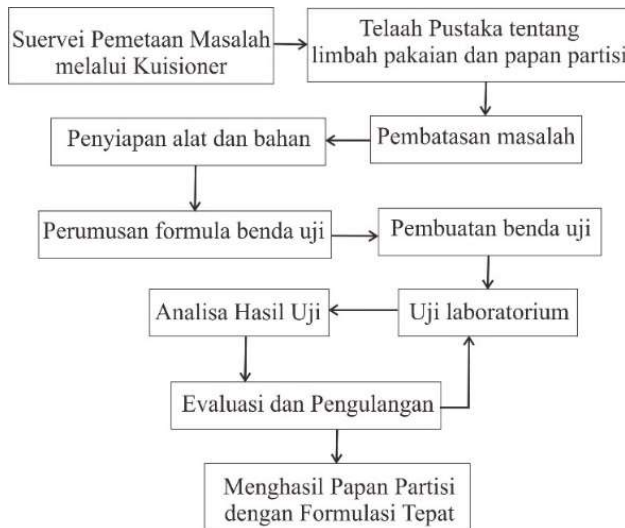 Suervei Pemetaan Masalah
melalui Kuisioner
Telaah Pustaka tentang
limbah pakaian dan papan partisi
Pembatasan masalah
Penyiapan alat dan bahan
Perumusan formula benda uji
Pembuatan benda uji
Uji laboratorium
Analisa Hasil Uji
Evaluasi dan Pengulangan
Menghasil Papan Partisi
dengan Formulasi Tepat